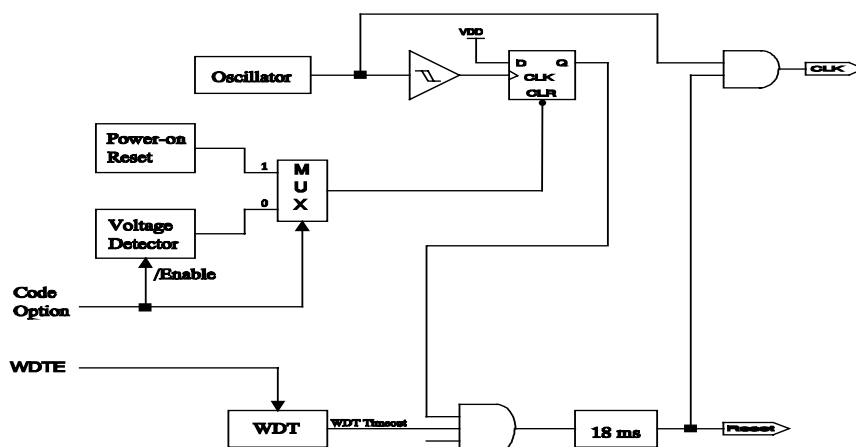 VDD
Oscillator
D
Q
CLK
CLR
CLK
Power-on
Reset
1
M
U
X
0
Voltage
Detector
/Enable
Code
Option
WDTE
WDT
WDT Timeout
18 ms
Reset